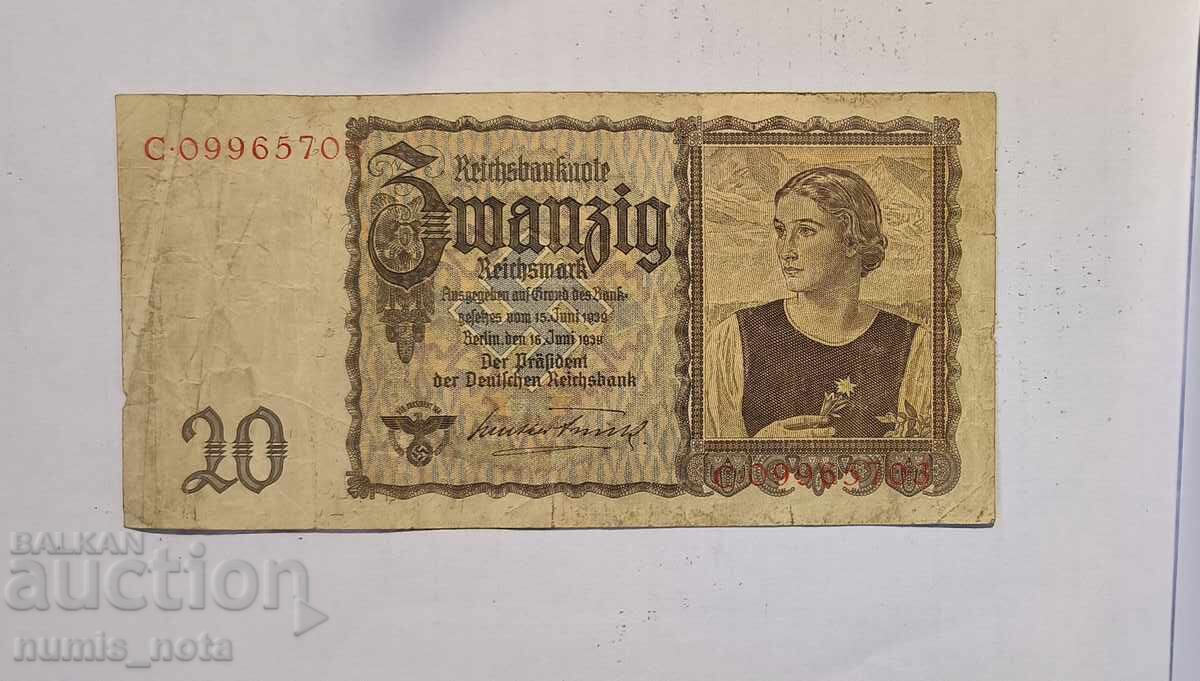 C·0996570
Reichsbanknote
Zwanzig
Reichsmark
Ausgegeben auf Grund des Bank-
gesetzes vom 15. Juni 1939
Berlin, den 16. Juni 1939
Der Präsident
der Deutschen Reichsbank
20
C·09965703
BALKAN
auction
numis_nota